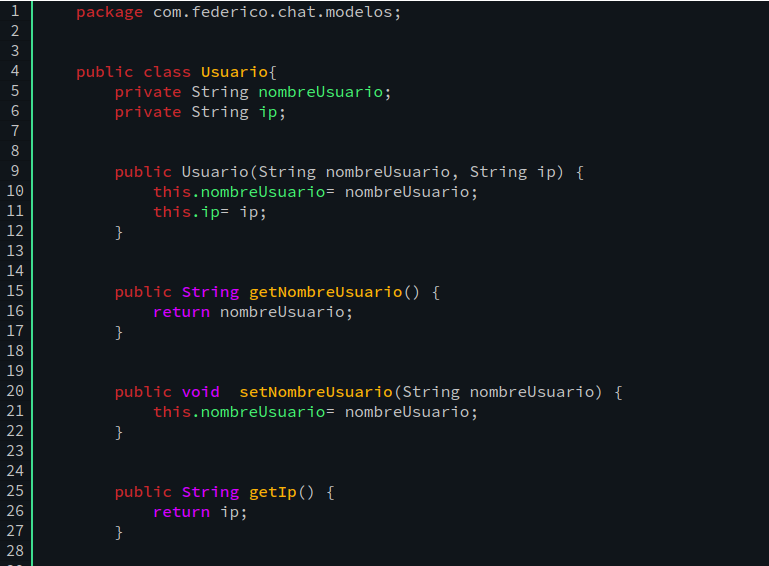 1 package com.federico.chat.modelos;
2
3
4 public class Usuario{
5 private String nombreUsuario;
6 private String ip;
7
8
9 public Usuario(String nombreUsuario, String ip) {
10 this.nombreUsuario= nombreUsuario;
11 this.ip= ip;
12 }
13
14
15 public String getNombreUsuario() {
16 return nombreUsuario;
17 }
18
19
20 public void  setNombreUsuario(String nombreUsuario) {
21 this.nombreUsuario= nombreUsuario;
22 }
23
24
25 public String getIp() {
26 return ip;
27 }
28